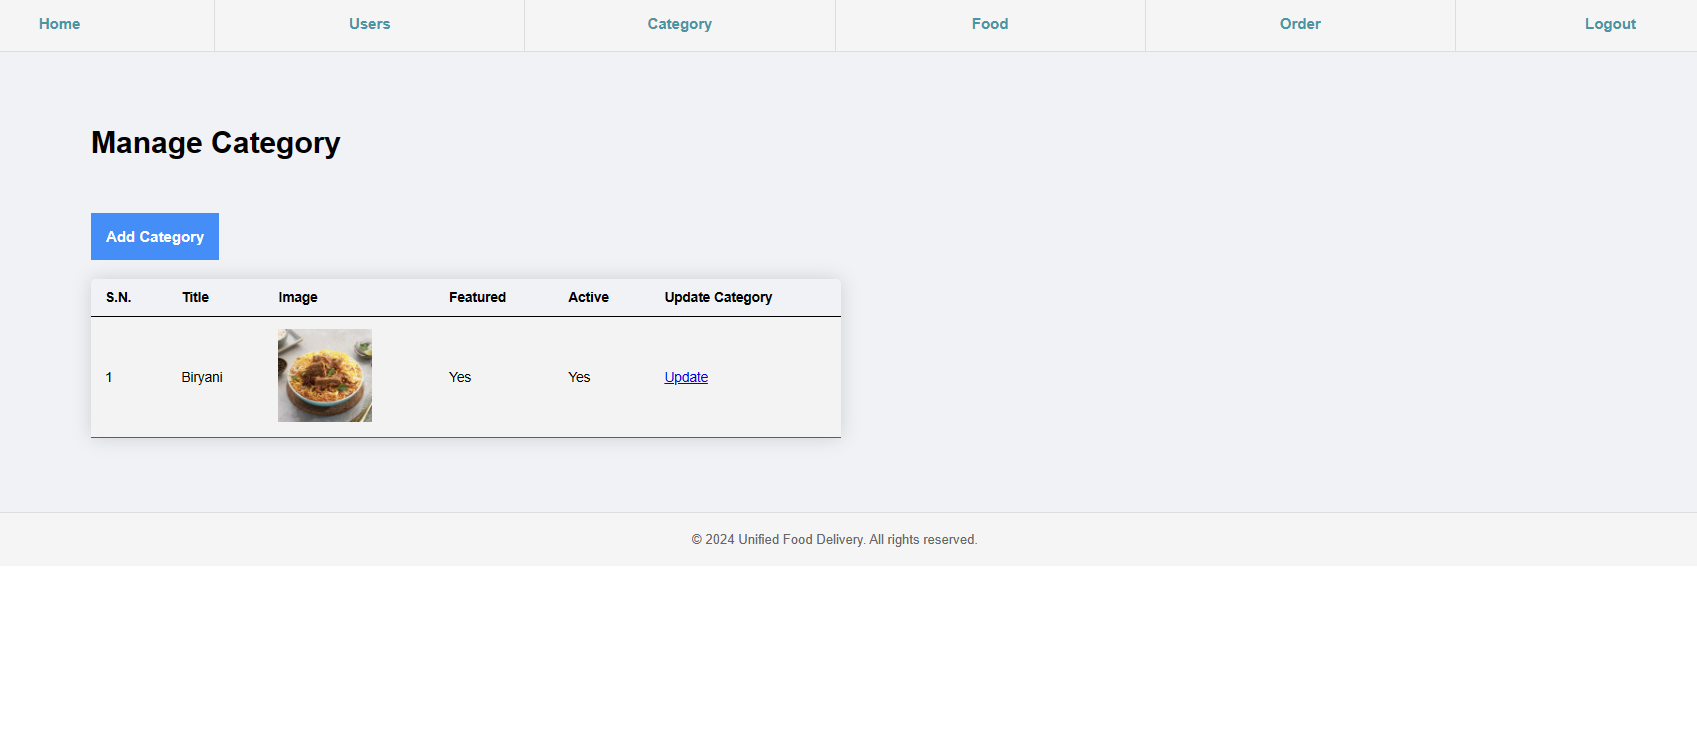 Home Users Category Food Order Logout
Manage Category
Add Category
S.N. Title Image Featured Active Update Category
1 Biryani Yes Yes Update
© 2024 Unified Food Delivery. All rights reserved.